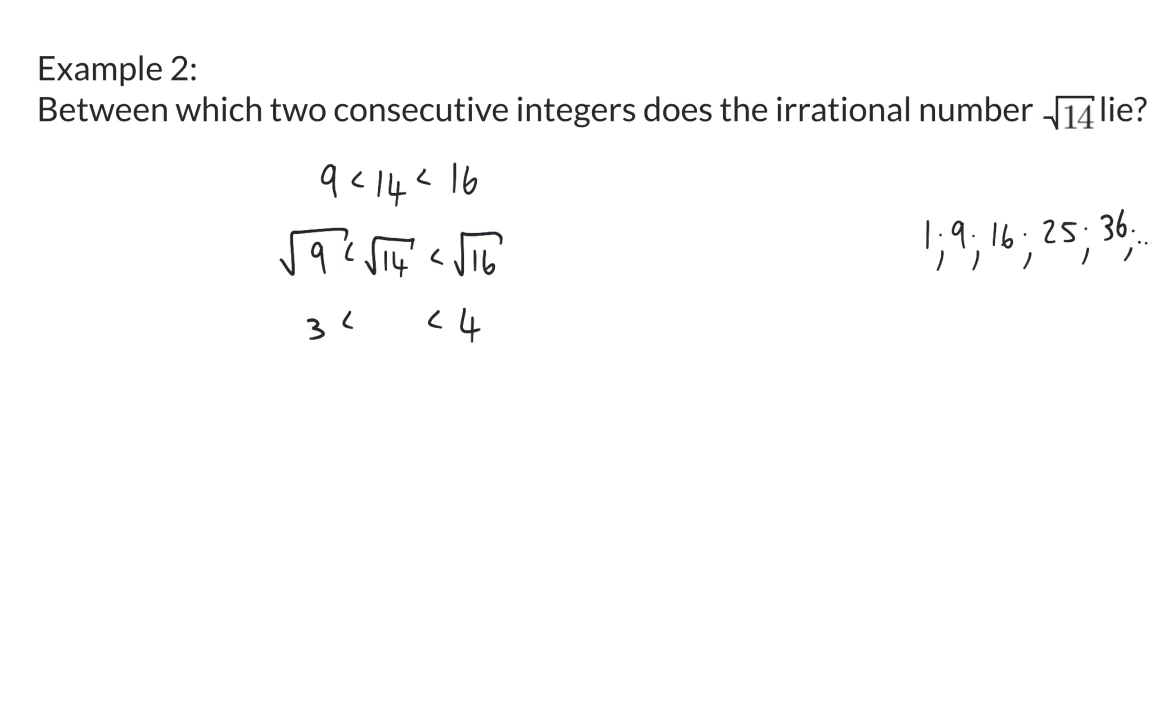 Example 2:
Between which two consecutive integers does the irrational number √14 lie?
9 < 14 < 16
√9 < √14 < √16
1; 9; 16; 25; 36; ...
3 < < 4